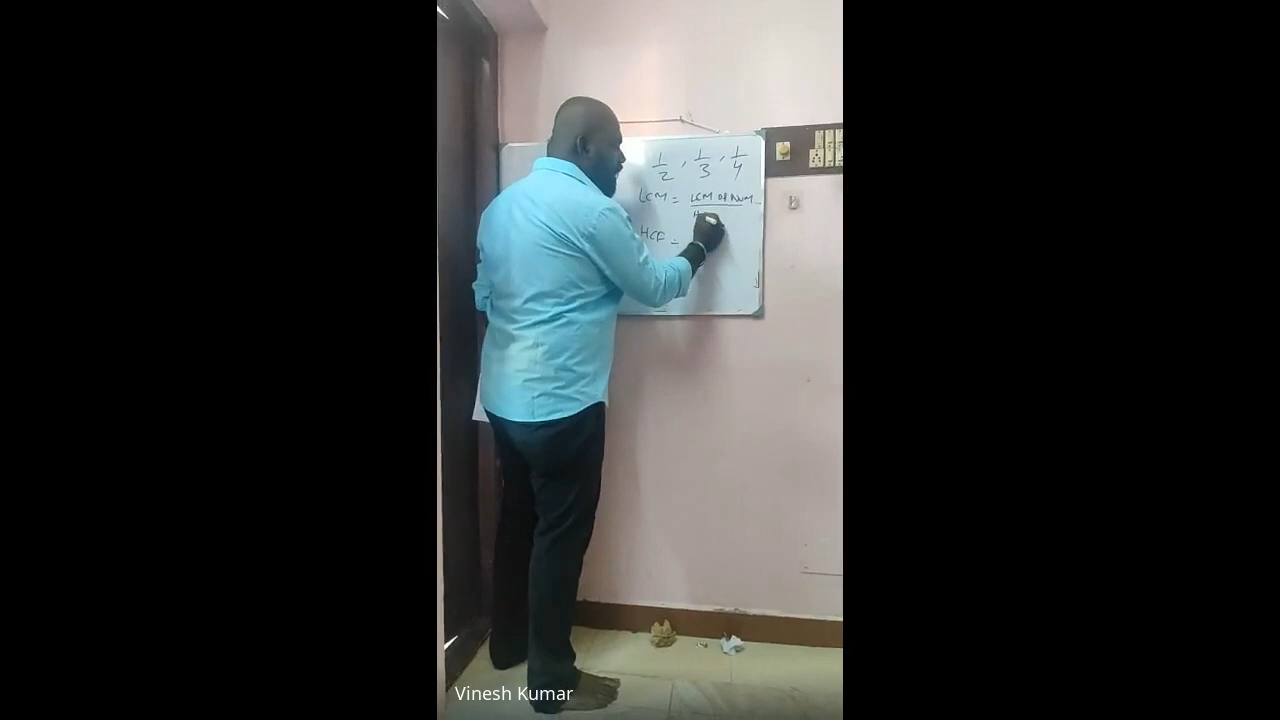 1/2 , 1/3 , 1/4
LCM = LCM OF NUM
HCF =
Vinesh Kumar